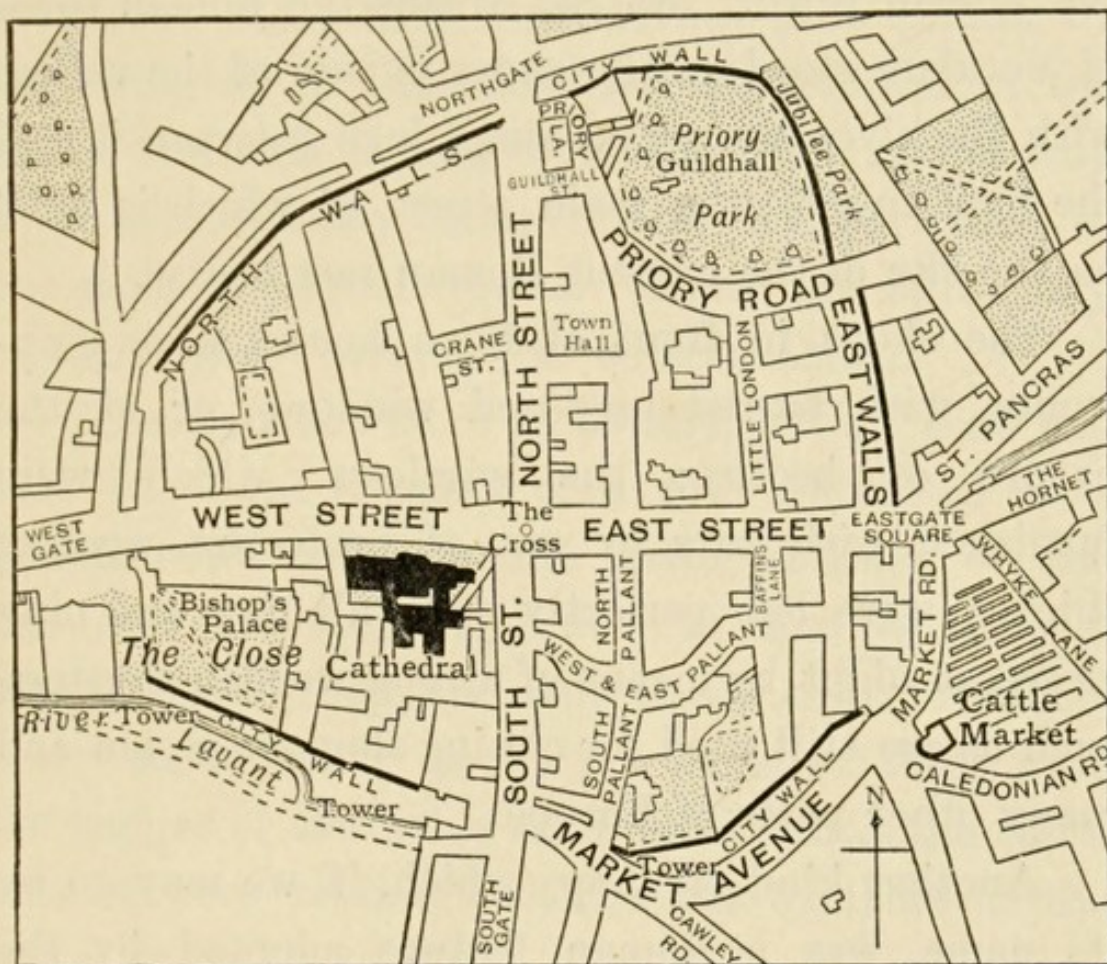 NORTHGATE
CITY WALL
PRIORY
LA.
GUILDHALL
ST.
Priory
Guildhall
Park
Jubilee Park
NORTH WALLS
NORTH STREET
PRIORY ROAD
Town
Hall
CRANE
ST.
LITTLE LONDON
EAST WALLS
ST. PANCRAS
THE
HORNET
WEST
GATE
WEST STREET
The
Cross
EAST STREET
EASTGATE
SQUARE
Bishop's
Palace
The Close
Cathedral
SOUTH ST.
NORTH
PALLANT
BAFFINS
LANE
WEST & EAST PALLANT
SOUTH
PALLANT
MARKET RD.
WHYKE
LANE
Cattle
Market
CALEDONIAN RD
River
Lavant
Tower
CITY WALL
Tower
CITY WALL
Tower
MARKET AVENUE
N
SOUTH
GATE
CAWLEY
RD.